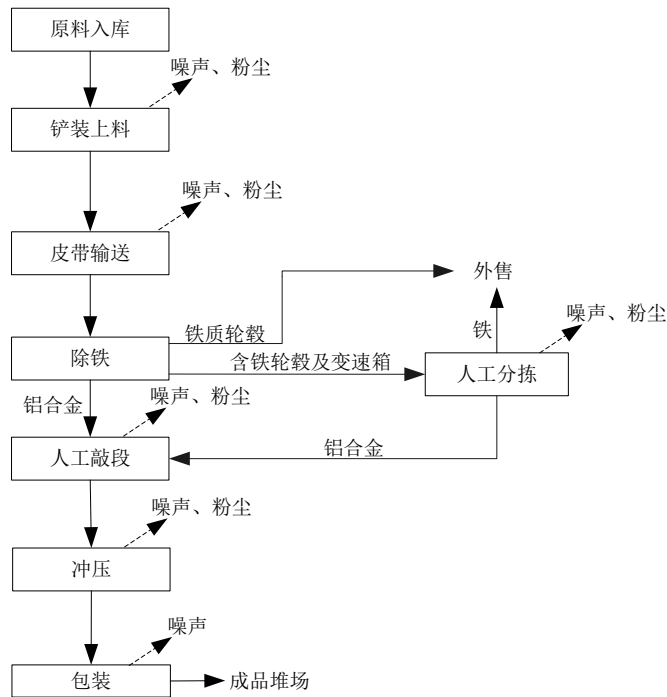 原料入库
噪声、粉尘
铲装上料
噪声、粉尘
皮带输送
外售
铁质轮毂
铁
噪声、粉尘
除铁
含铁轮毂及变速箱
人工分拣
铝合金
噪声、粉尘
铝合金
人工敲段
噪声、粉尘
冲压
噪声
包装
成品堆场